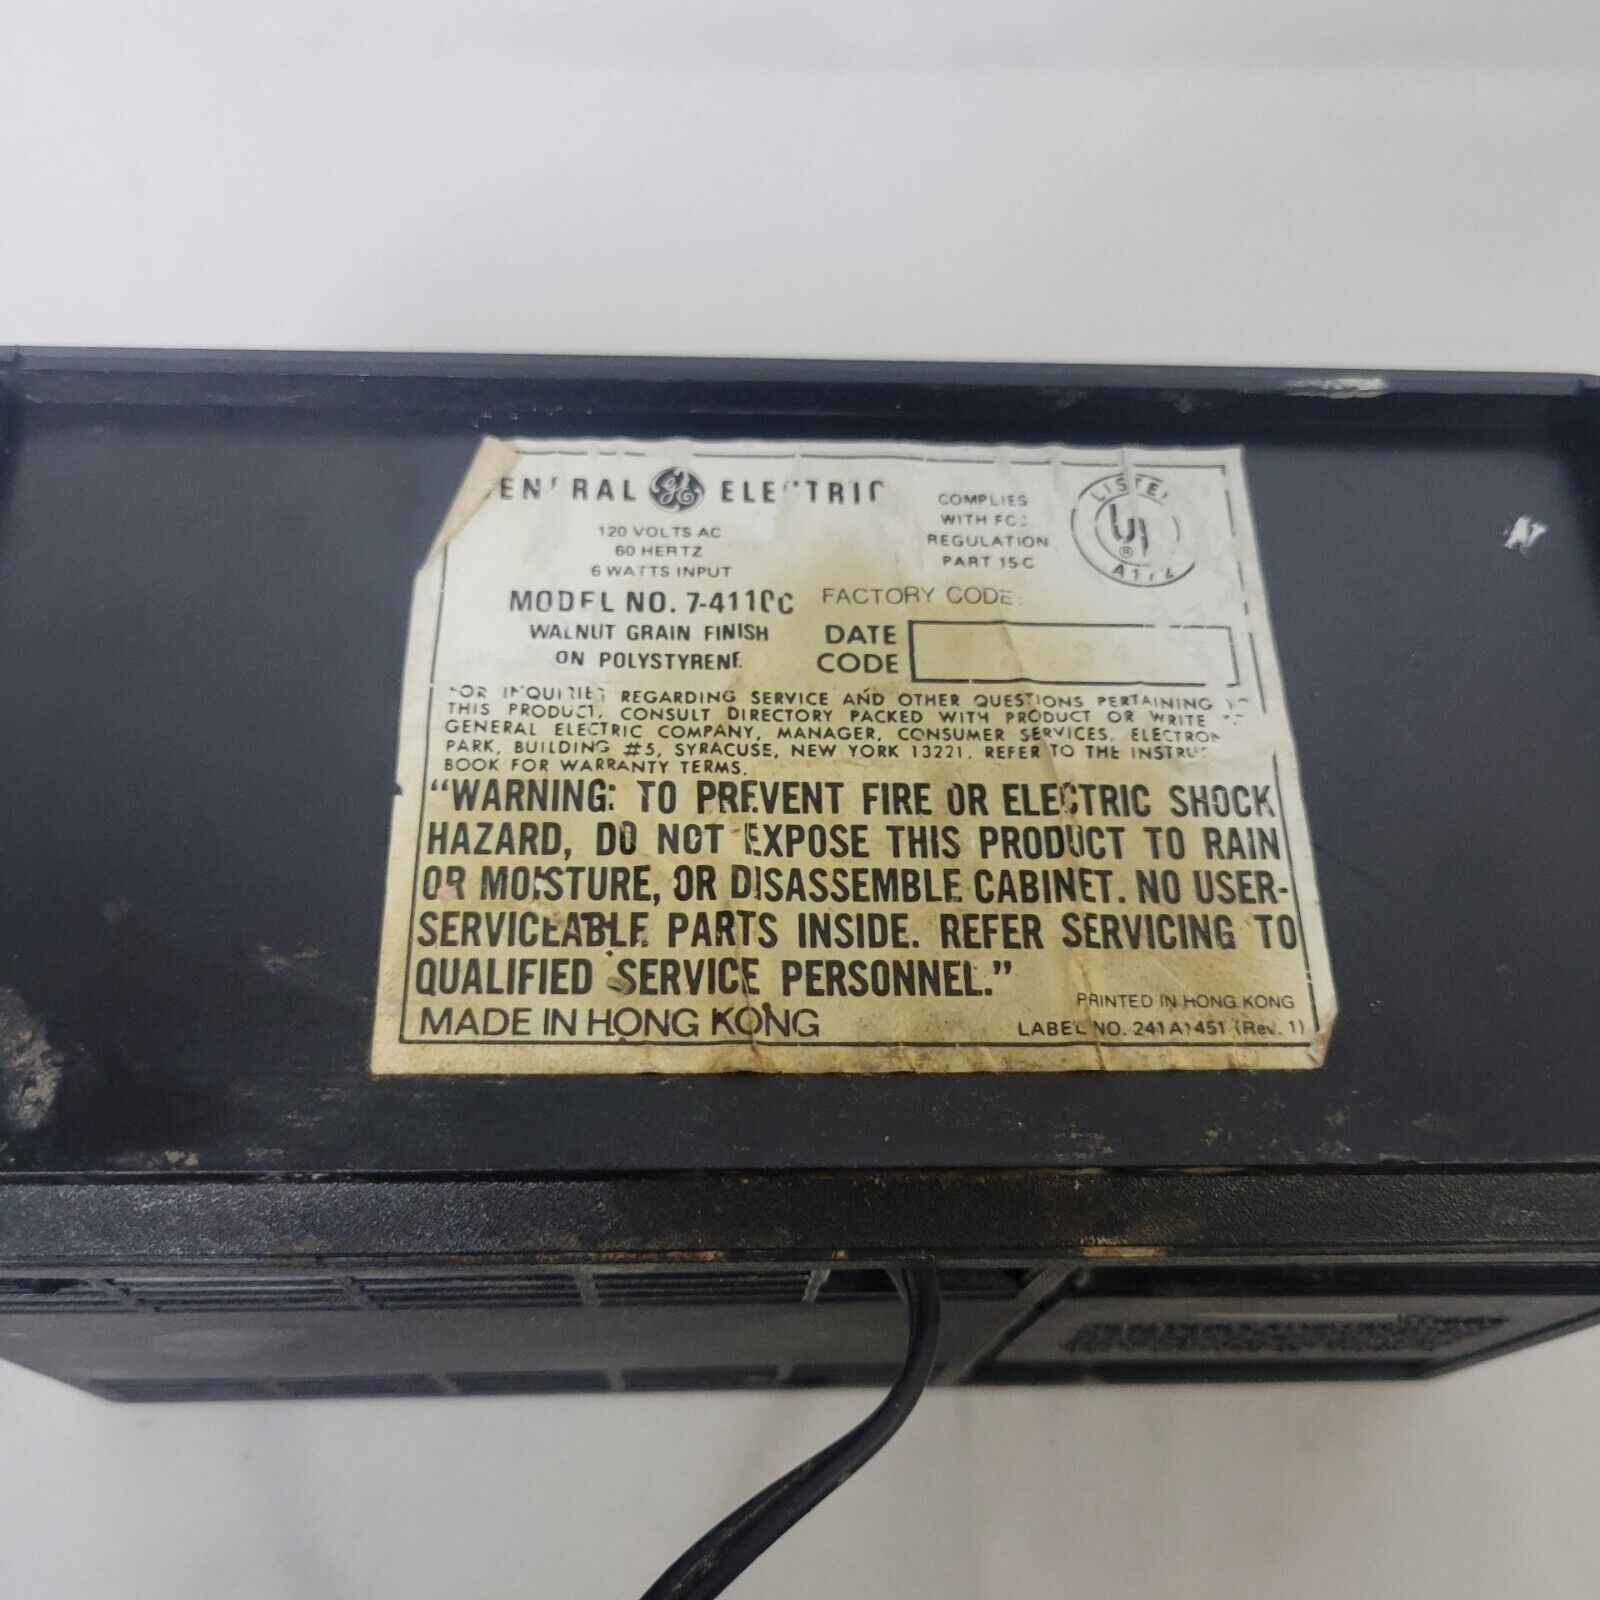 GENERAL GE ELECTRIC
120 VOLTS AC
60 HERTZ
6 WATTS INPUT
MODEL NO. 7-4110C
WALNUT GRAIN FINISH
ON POLYSTYRENE
COMPLIES
WITH FCC
REGULATION
PART 15-C
LISTED
UL
®
FACTORY CODE:
DATE
CODE
FOR INQUIRIES REGARDING SERVICE AND OTHER QUESTIONS PERTAINING TO
THIS PRODUCT, CONSULT DIRECTORY PACKED WITH PRODUCT OR WRITE TO
GENERAL ELECTRIC COMPANY, MANAGER, CONSUMER SERVICES, ELECTRON
PARK, BUILDING #5, SYRACUSE, NEW YORK 13221. REFER TO THE INSTRUC
BOOK FOR WARRANTY TERMS.
"WARNING: TO PREVENT FIRE OR ELECTRIC SHOCK
HAZARD, DO NOT EXPOSE THIS PRODUCT TO RAIN
OR MOISTURE, OR DISASSEMBLE CABINET. NO USER-
SERVICEABLE PARTS INSIDE. REFER SERVICING TO
QUALIFIED SERVICE PERSONNEL."
MADE IN HONG KONG
PRINTED IN HONG KONG
LABEL NO. 241A1451 (Rev. 1)